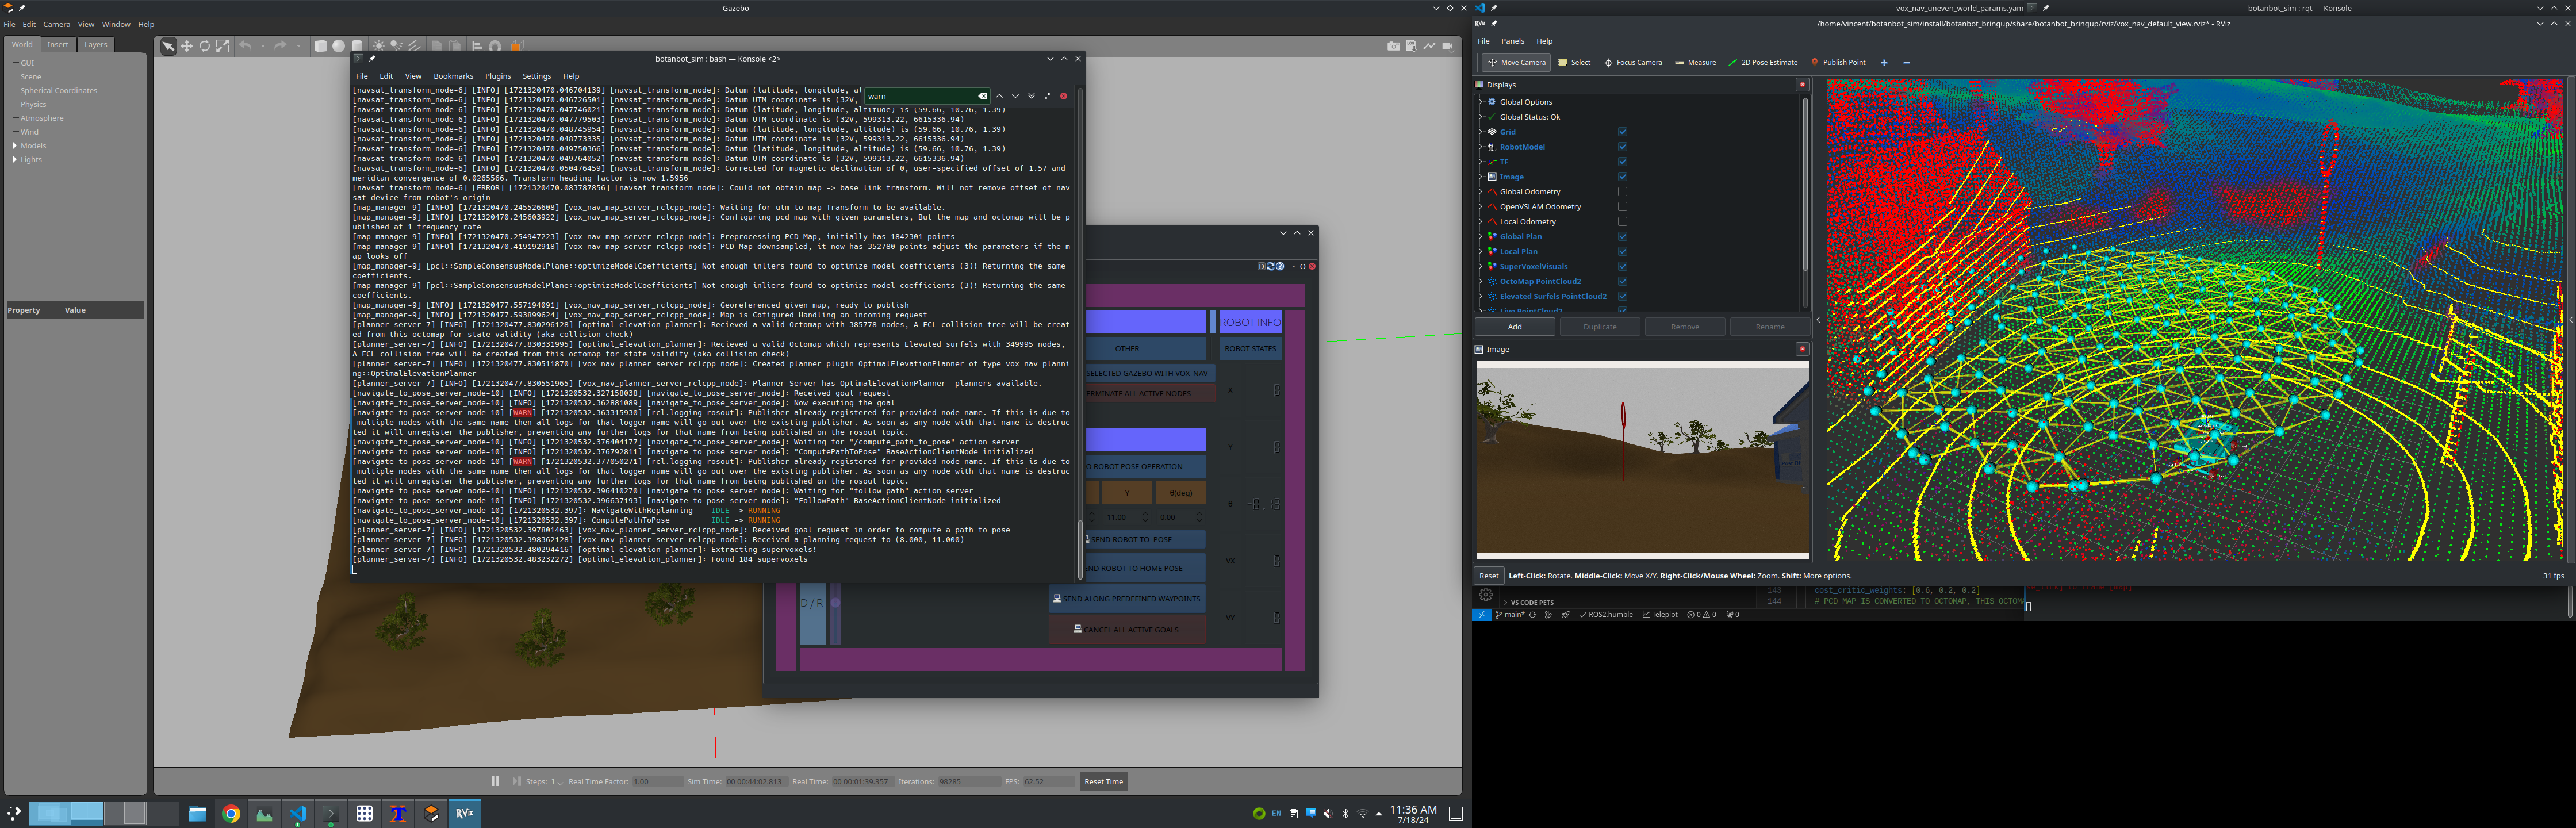 Gazebo
File Edit Camera View Window Help
World Insert Layers
GUI
Scene
Spherical Coordinates
Physics
Atmosphere
Wind
Models
Lights
Property Value
botanbot_sim : bash — Konsole <2>
File Edit View Bookmarks Plugins Settings Help
warn
[navsat_transform_node-6] [INFO] [1721320470.046704139] [navsat_transform_node]: Datum (latitude, longitude, al
[navsat_transform_node-6] [INFO] [1721320470.046726501] [navsat_transform_node]: Datum UTM coordinate is (32V,
[navsat_transform_node-6] [INFO] [1721320470.047746021] [navsat_transform_node]: Datum (latitude, longitude, altitude) is (59.66, 10.76, 1.39)
[navsat_transform_node-6] [INFO] [1721320470.047779503] [navsat_transform_node]: Datum UTM coordinate is (32V, 599313.22, 6615336.94)
[navsat_transform_node-6] [INFO] [1721320470.048745954] [navsat_transform_node]: Datum (latitude, longitude, altitude) is (59.66, 10.76, 1.39)
[navsat_transform_node-6] [INFO] [1721320470.048773335] [navsat_transform_node]: Datum UTM coordinate is (32V, 599313.22, 6615336.94)
[navsat_transform_node-6] [INFO] [1721320470.049750366] [navsat_transform_node]: Datum (latitude, longitude, altitude) is (59.66, 10.76, 1.39)
[navsat_transform_node-6] [INFO] [1721320470.049764052] [navsat_transform_node]: Datum UTM coordinate is (32V, 599313.22, 6615336.94)
[navsat_transform_node-6] [INFO] [1721320470.050476459] [navsat_transform_node]: Corrected for magnetic declination of 0, user-specified offset of 1.57 and
meridian convergence of 0.0265566. Transform heading factor is now 1.5956
[navsat_transform_node-6] [ERROR] [1721320470.083787856] [navsat_transform_node]: Could not obtain map -> base_link transform. Will not remove offset of nav
sat device from robot's origin
[map_manager-9] [INFO] [1721320470.245526608] [vox_nav_map_server_rclcpp_node]: Waiting for utm to map Transform to be available.
[map_manager-9] [INFO] [1721320470.245603922] [vox_nav_map_server_rclcpp_node]: Configuring pcd map with given parameters, But the map and octomap will be p
ublished at 1 frequency rate
[map_manager-9] [INFO] [1721320470.254947223] [vox_nav_map_server_rclcpp_node]: Preprocessing PCD Map, initially has 1842301 points
[map_manager-9] [INFO] [1721320470.419192918] [vox_nav_map_server_rclcpp_node]: PCD Map downsampled, it now has 352780 points adjust the parameters if the m
ap looks off
[map_manager-9] [pcl::SampleConsensusModelPlane::optimizeModelCoefficients] Not enough inliers found to optimize model coefficients (3)! Returning the same
coefficients.
[map_manager-9] [pcl::SampleConsensusModelPlane::optimizeModelCoefficients] Not enough inliers found to optimize model coefficients (3)! Returning the same
coefficients.
[map_manager-9] [INFO] [1721320477.557194091] [vox_nav_map_server_rclcpp_node]: Georeferenced given map, ready to publish
[map_manager-9] [INFO] [1721320477.593899624] [vox_nav_map_server_rclcpp_node]: Map is Cofigured Handling an incoming request
[planner_server-7] [INFO] [1721320477.830296128] [optimal_elevation_planner]: Recieved a valid Octomap with 385778 nodes, A FCL collision tree will be creat
ed from this octomap for state validity (aka collision check)
[planner_server-7] [INFO] [1721320477.830331995] [optimal_elevation_planner]: Recieved a valid Octomap which represents Elevated surfels with 349995 nodes,
A FCL collision tree will be created from this octomap for state validity (aka collision check)
[planner_server-7] [INFO] [1721320477.830511870] [vox_nav_planner_server_rclcpp_node]: Created planner plugin OptimalElevationPlanner of type vox_nav_planni
ng::OptimalElevationPlanner
[planner_server-7] [INFO] [1721320477.830551965] [vox_nav_planner_server_rclcpp_node]: Planner Server has OptimalElevationPlanner  planners available.
[navigate_to_pose_server_node-10] [INFO] [1721320532.327158038] [navigate_to_pose_server_node]: Received goal request
[navigate_to_pose_server_node-10] [INFO] [1721320532.362881089] [navigate_to_pose_server_node]: Now executing the goal
[navigate_to_pose_server_node-10] [WARN] [1721320532.363315930] [rcl.logging_rosout]: Publisher already registered for provided node name. If this is due to
multiple nodes with the same name then all logs for that logger name will go out over the existing publisher. As soon as any node with that name is destruc
ted it will unregister the publisher, preventing any further logs for that name from being published on the rosout topic.
[navigate_to_pose_server_node-10] [INFO] [1721320532.376404177] [navigate_to_pose_server_node]: Waiting for "/compute_path_to_pose" action server
[navigate_to_pose_server_node-10] [INFO] [1721320532.376792811] [navigate_to_pose_server_node]: "ComputePathToPose" BaseActionClientNode initialized
[navigate_to_pose_server_node-10] [WARN] [1721320532.377050271] [rcl.logging_rosout]: Publisher already registered for provided node name. If this is due to
multiple nodes with the same name then all logs for that logger name will go out over the existing publisher. As soon as any node with that name is destruc
ted it will unregister the publisher, preventing any further logs for that name from being published on the rosout topic.
[navigate_to_pose_server_node-10] [INFO] [1721320532.396410270] [navigate_to_pose_server_node]: Waiting for "follow_path" action server
[navigate_to_pose_server_node-10] [INFO] [1721320532.396637193] [navigate_to_pose_server_node]: "FollowPath" BaseActionClientNode initialized
[navigate_to_pose_server_node-10] [1721320532.397]: NavigateWithReplanning IDLE -> RUNNING
[navigate_to_pose_server_node-10] [1721320532.397]: ComputePathToPose IDLE -> RUNNING
[planner_server-7] [INFO] [1721320532.397801463] [vox_nav_planner_server_rclcpp_node]: Received goal request in order to compute a path to pose
[planner_server-7] [INFO] [1721320532.398362128] [vox_nav_planner_server_rclcpp_node]: Received a planning request to (8.000, 11.000)
[planner_server-7] [INFO] [1721320532.480294416] [optimal_elevation_planner]: Extracting supervoxels!
[planner_server-7] [INFO] [1721320532.483232272] [optimal_elevation_planner]: Found 184 supervoxels
ROBOT INFO
OTHER
ROBOT STATES
SELECTED GAZEBO WITH VOX_NAV
ERMINATE ALL ACTIVE NODES
X
Y
O ROBOT POSE OPERATION
Y θ(deg)
θ
11.00 0.00
SEND ROBOT TO POSE
VX
ND ROBOT TO HOME POSE
SEND ALONG PREDEFINED WAYPOINTS
D/R
VY
CANCEL ALL ACTIVE GOALS
Steps: 1 Real Time Factor: 1.00 Sim Time: 00 00:44:02.813 Real Time: 00 00:01:39.357 Iterations: 98285 FPS: 62.52 Reset Time
EN
11:36 AM
7/18/24
RViz
vox_nav_uneven_world_params.yam
botanbot_sim : rqt — Konsole
/home/vincent/botanbot_sim/install/botanbot_bringup/share/botanbot_bringup/rviz/vox_nav_default_view.rviz* - RViz
File Panels Help
Move Camera Select Focus Camera Measure 2D Pose Estimate Publish Point
Displays
Global Options
Global Status: Ok
Grid
RobotModel
TF
Image
Global Odometry
OpenVSLAM Odometry
Local Odometry
Global Plan
Local Plan
SuperVoxelVisuals
OctoMap PointCloud2
Elevated Surfels PointCloud2
Live PointCloud2
Add Duplicate Remove Rename
Image
Reset Left-Click: Rotate. Middle-Click: Move X/Y. Right-Click/Mouse Wheel: Zoom. Shift: More options. 31 fps
143 cost_critic_weights: [0.6, 0.2, 0.2]
VS CODE PETS
144 # PCD MAP IS CONVERTED TO OCTOMAP, THIS OCTOM
main* ROS2.humble Teleplot 0 0 0